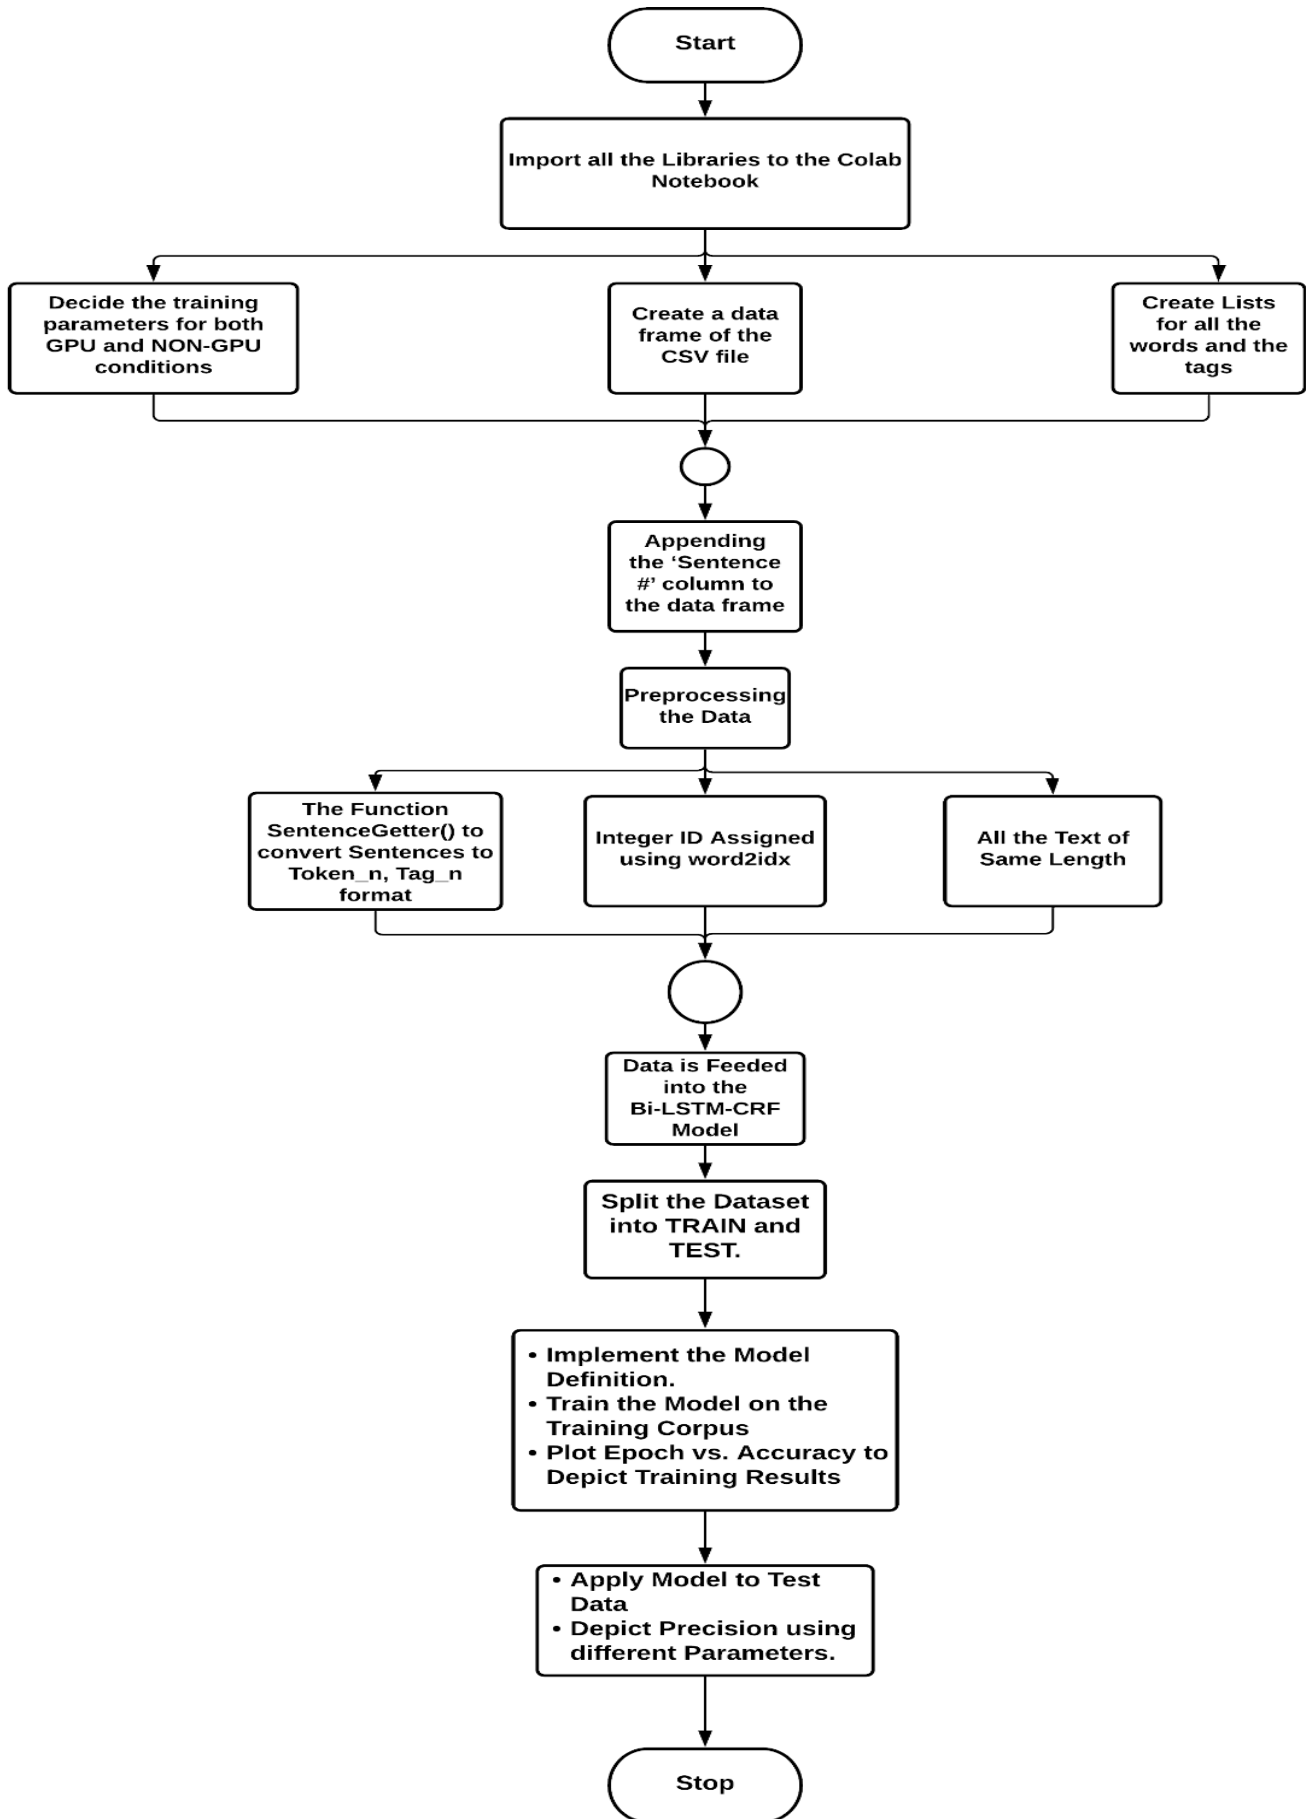 Start
Import all the Libraries to the Colab
Notebook
Decide the training
parameters for both
GPU and NON-GPU
conditions
Create a data
frame of the
CSV file
Create Lists
for all the
words and the
tags
Appending
the ‘Sentence
#’ column to
the data frame
Preprocessing
the Data
The Function
SentenceGetter() to
convert Sentences to
Token_n, Tag_n
format
Integer ID Assigned
using word2idx
All the Text of
Same Length
Data is Feeded
into the
Bi-LSTM-CRF
Model
Split the Dataset
into TRAIN and
TEST.
• Implement the Model
Definition.
• Train the Model on the
Training Corpus
• Plot Epoch vs. Accuracy to
Depict Training Results
• Apply Model to Test
Data
• Depict Precision using
different Parameters.
Stop